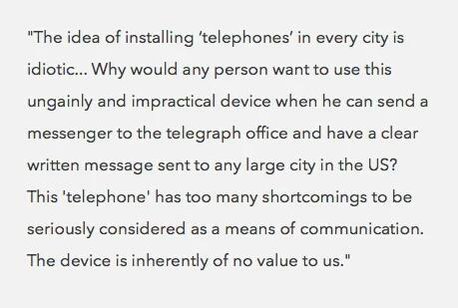 "The idea of installing ‘telephones’ in every city is
idiotic... Why would any person want to use this
ungainly and impractical device when he can send a
messenger to the telegraph office and have a clear
written message sent to any large city in the US?
This 'telephone' has too many shortcomings to be
seriously considered as a means of communication.
The device is inherently of no value to us."